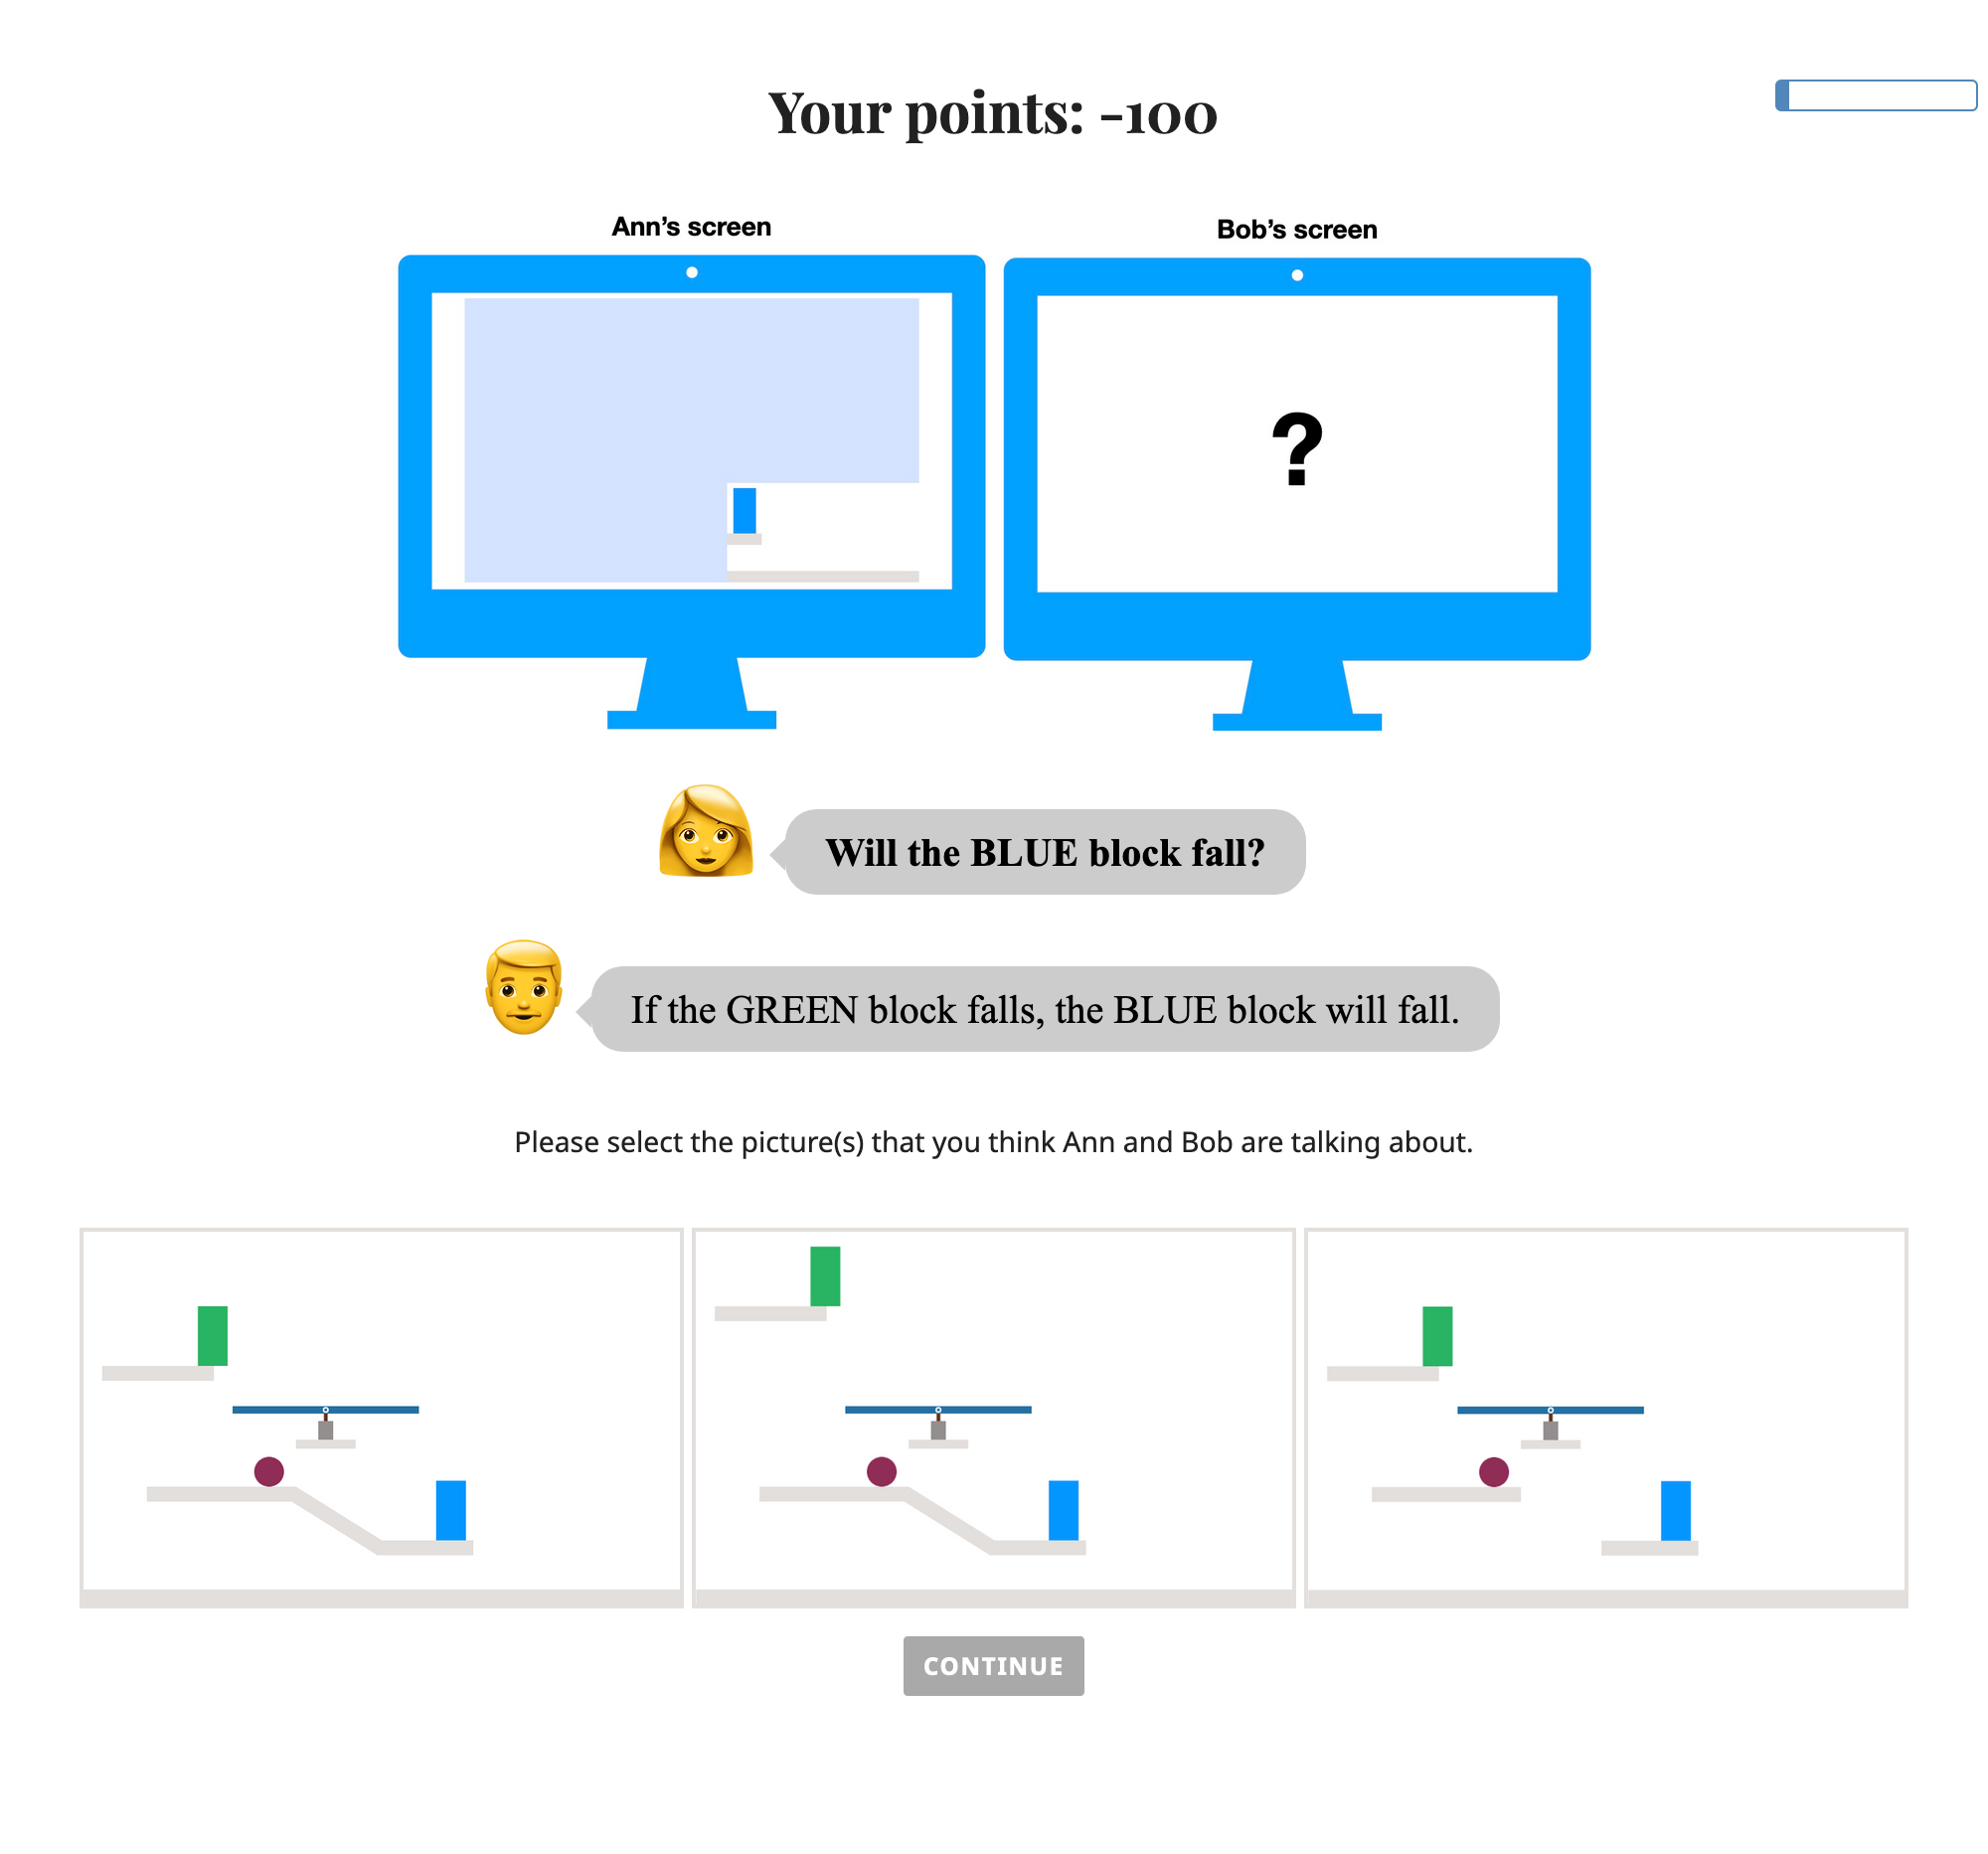 Your points: -100
Ann's screen
Bob's screen
?
Will the BLUE block fall?
If the GREEN block falls, the BLUE block will fall.
Please select the picture(s) that you think Ann and Bob are talking about.
CONTINUE